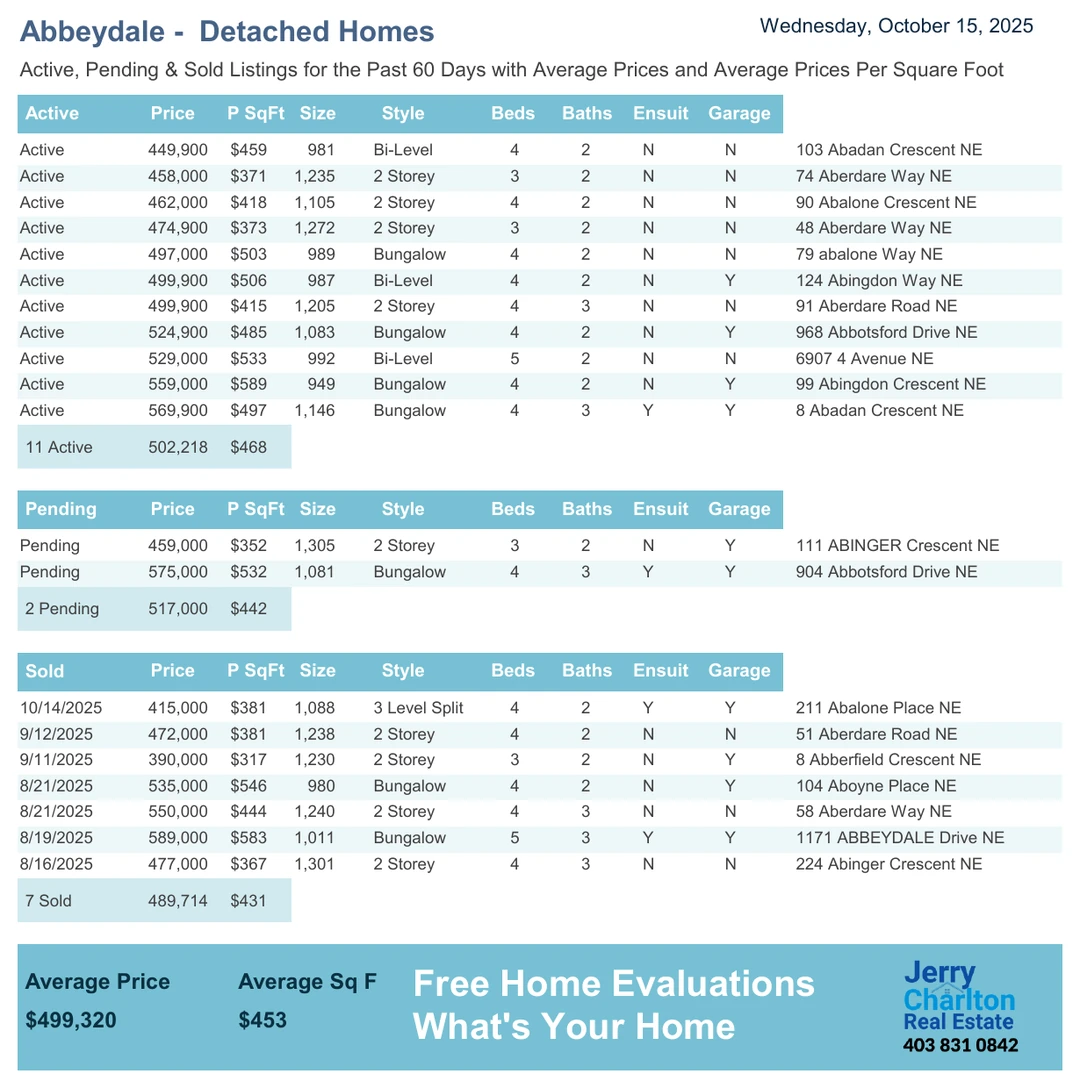 Abbeydale - Detached Homes
Wednesday, October 15, 2025
Active, Pending & Sold Listings for the Past 60 Days with Average Prices and Average Prices Per Square Foot
Active Price P SqFt Size Style Beds Baths Ensuit Garage
Active 449,900 $459 981 Bi-Level 4 2 N N 103 Abadan Crescent NE
Active 458,000 $371 1,235 2 Storey 3 2 N N 74 Aberdare Way NE
Active 462,000 $418 1,105 2 Storey 4 2 N N 90 Abalone Crescent NE
Active 474,900 $373 1,272 2 Storey 3 2 N N 48 Aberdare Way NE
Active 497,000 $503 989 Bungalow 4 2 N N 79 abalone Way NE
Active 499,900 $506 987 Bi-Level 4 2 N Y 124 Abingdon Way NE
Active 499,900 $415 1,205 2 Storey 4 3 N N 91 Aberdare Road NE
Active 524,900 $485 1,083 Bungalow 4 2 N Y 968 Abbotsford Drive NE
Active 529,000 $533 992 Bi-Level 5 2 N N 6907 4 Avenue NE
Active 559,000 $589 949 Bungalow 4 2 N Y 99 Abingdon Crescent NE
Active 569,900 $497 1,146 Bungalow 4 3 Y Y 8 Abadan Crescent NE
11 Active 502,218 $468
Pending Price P SqFt Size Style Beds Baths Ensuit Garage
Pending 459,000 $352 1,305 2 Storey 3 2 N Y 111 ABINGER Crescent NE
Pending 575,000 $532 1,081 Bungalow 4 3 Y Y 904 Abbotsford Drive NE
2 Pending 517,000 $442
Sold Price P SqFt Size Style Beds Baths Ensuit Garage
10/14/2025 415,000 $381 1,088 3 Level Split 4 2 Y Y 211 Abalone Place NE
9/12/2025 472,000 $381 1,238 2 Storey 4 2 N N 51 Aberdare Road NE
9/11/2025 390,000 $317 1,230 2 Storey 3 2 N Y 8 Abberfield Crescent NE
8/21/2025 535,000 $546 980 Bungalow 4 2 N Y 104 Aboyne Place NE
8/21/2025 550,000 $444 1,240 2 Storey 4 3 N N 58 Aberdare Way NE
8/19/2025 589,000 $583 1,011 Bungalow 5 3 Y Y 1171 ABBEYDALE Drive NE
8/16/2025 477,000 $367 1,301 2 Storey 4 3 N N 224 Abinger Crescent NE
7 Sold 489,714 $431
Average Price Average Sq F
$499,320 $453
Free Home Evaluations
What's Your Home
Jerry
Charlton
Real Estate
403 831 0842